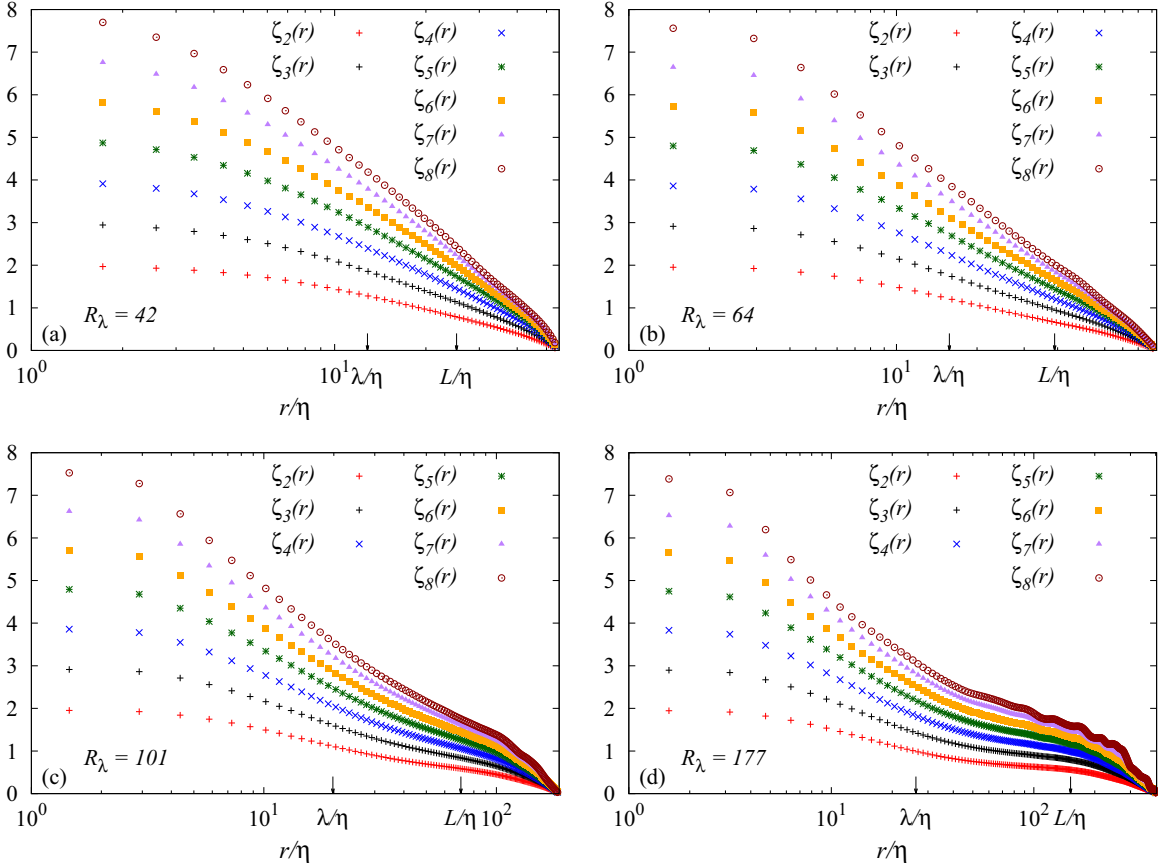 8
7
6
5
4
3
2
1
0
ζ2(r)
ζ3(r)
ζ4(r)
ζ5(r)
ζ6(r)
ζ7(r)
ζ8(r)
(a)
Rλ = 42
10^0
10^1
λ/η
L/η
r/η
8
7
6
5
4
3
2
1
0
ζ2(r)
ζ3(r)
ζ4(r)
ζ5(r)
ζ6(r)
ζ7(r)
ζ8(r)
(b)
Rλ = 64
10^0
10^1
λ/η
L/η
r/η
8
7
6
5
4
3
2
1
0
ζ2(r)
ζ3(r)
ζ4(r)
ζ5(r)
ζ6(r)
ζ7(r)
ζ8(r)
(c)
Rλ = 101
10^0
10^1
λ/η
L/η
10^2
r/η
8
7
6
5
4
3
2
1
0
ζ2(r)
ζ3(r)
ζ4(r)
ζ5(r)
ζ6(r)
ζ7(r)
ζ8(r)
(d)
Rλ = 177
10^0
10^1
λ/η
10^2
L/η
r/η